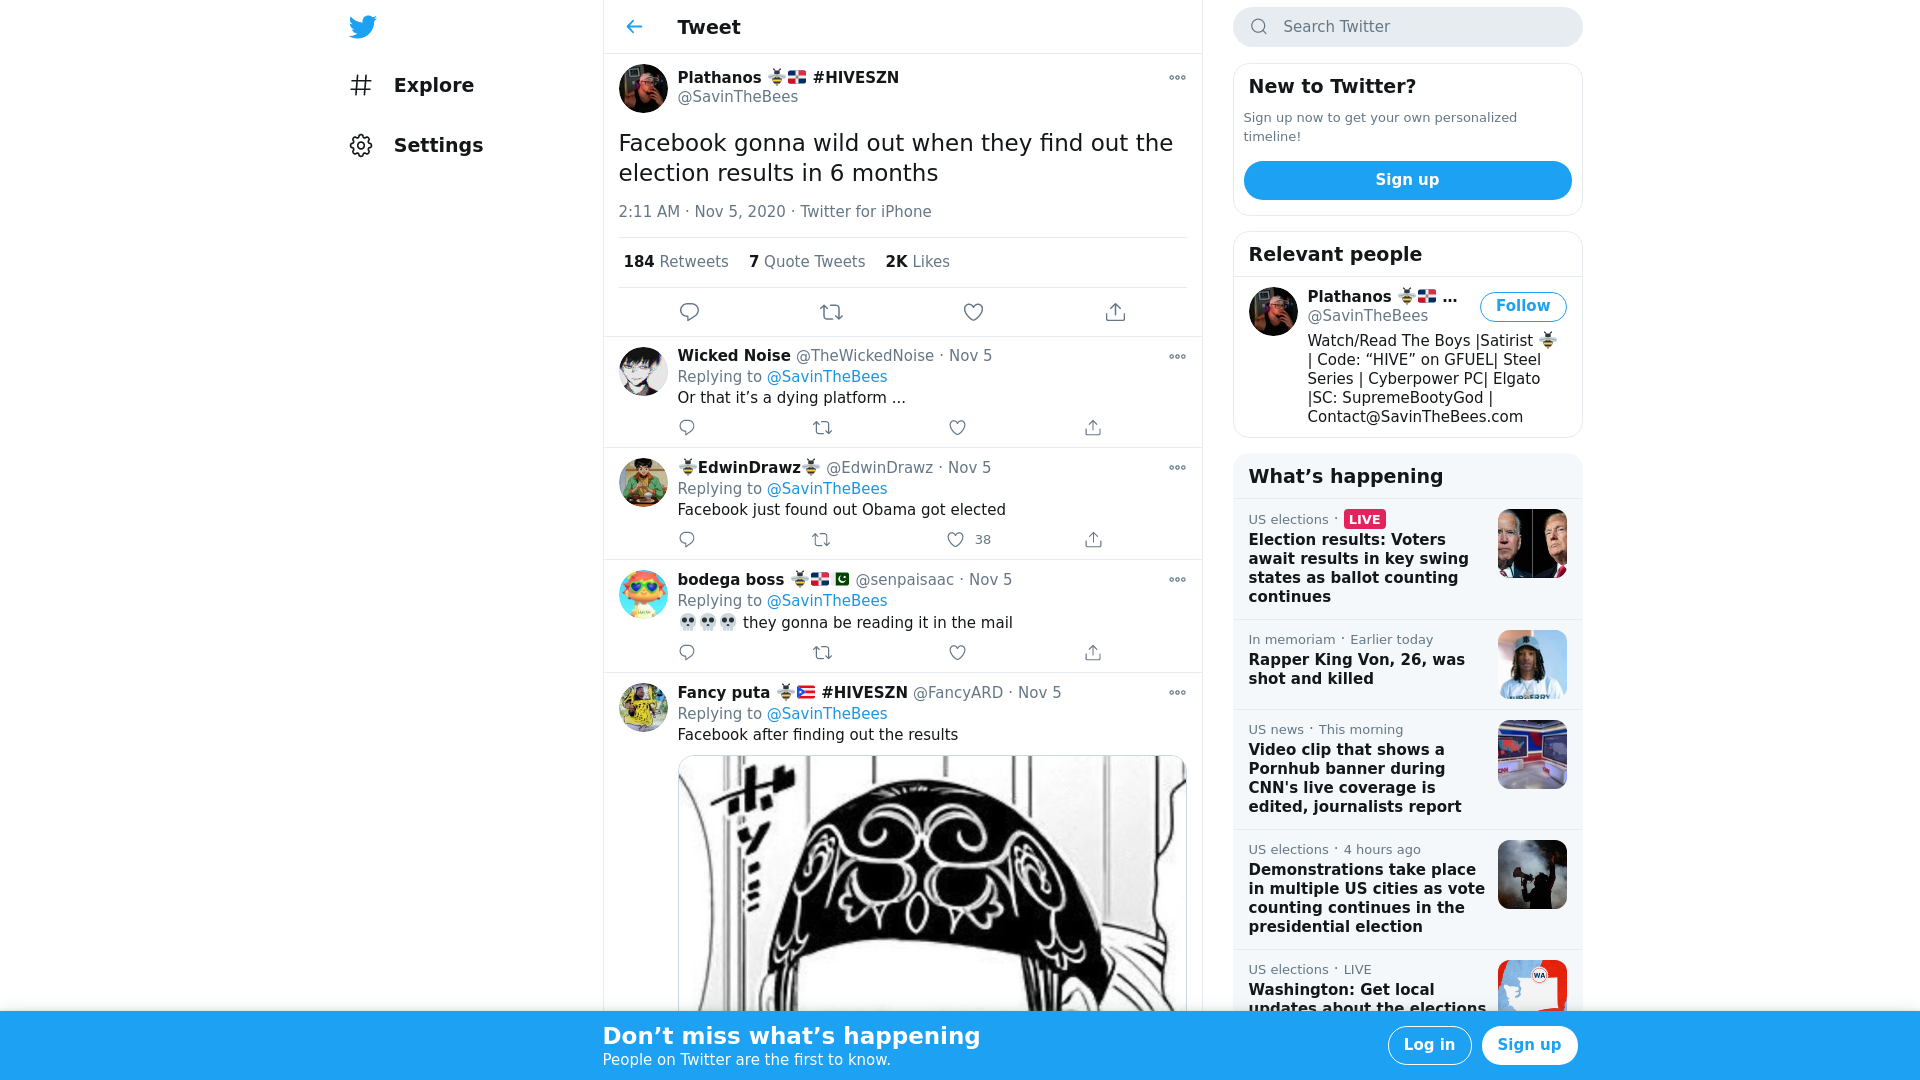 Explore
Settings
Tweet
Plathanos 🐝🇩🇴 #HIVESZN
@SavinTheBees
Facebook gonna wild out when they find out the
election results in 6 months
2:11 AM · Nov 5, 2020 · Twitter for iPhone
184 Retweets 7 Quote Tweets 2K Likes
Wicked Noise @TheWickedNoise · Nov 5
Replying to @SavinTheBees
Or that it’s a dying platform ...
🐝EdwinDrawz🐝 @EdwinDrawz · Nov 5
Replying to @SavinTheBees
Facebook just found out Obama got elected
38
bodega boss 🐝🇩🇴 🇵🇰 @senpaisaac · Nov 5
Replying to @SavinTheBees
💀💀💀 they gonna be reading it in the mail
Fancy puta 🐝🇵🇷 #HIVESZN @FancyARD · Nov 5
Replying to @SavinTheBees
Facebook after finding out the results
Search Twitter
New to Twitter?
Sign up now to get your own personalized
timeline!
Sign up
Relevant people
Plathanos 🐝🇩🇴 ...
@SavinTheBees
Follow
Watch/Read The Boys |Satirist 🐝
| Code: “HIVE” on GFUEL| Steel
Series | Cyberpower PC| Elgato
|SC: SupremeBootyGod |
Contact@SavinTheBees.com
What’s happening
US elections · LIVE
Election results: Voters
await results in key swing
states as ballot counting
continues
In memoriam · Earlier today
Rapper King Von, 26, was
shot and killed
US news · This morning
Video clip that shows a
Pornhub banner during
CNN's live coverage is
edited, journalists report
US elections · 4 hours ago
Demonstrations take place
in multiple US cities as vote
counting continues in the
presidential election
US elections · LIVE
Washington: Get local
updates about the elections
WA
Don’t miss what’s happening
People on Twitter are the first to know.
Log in
Sign up